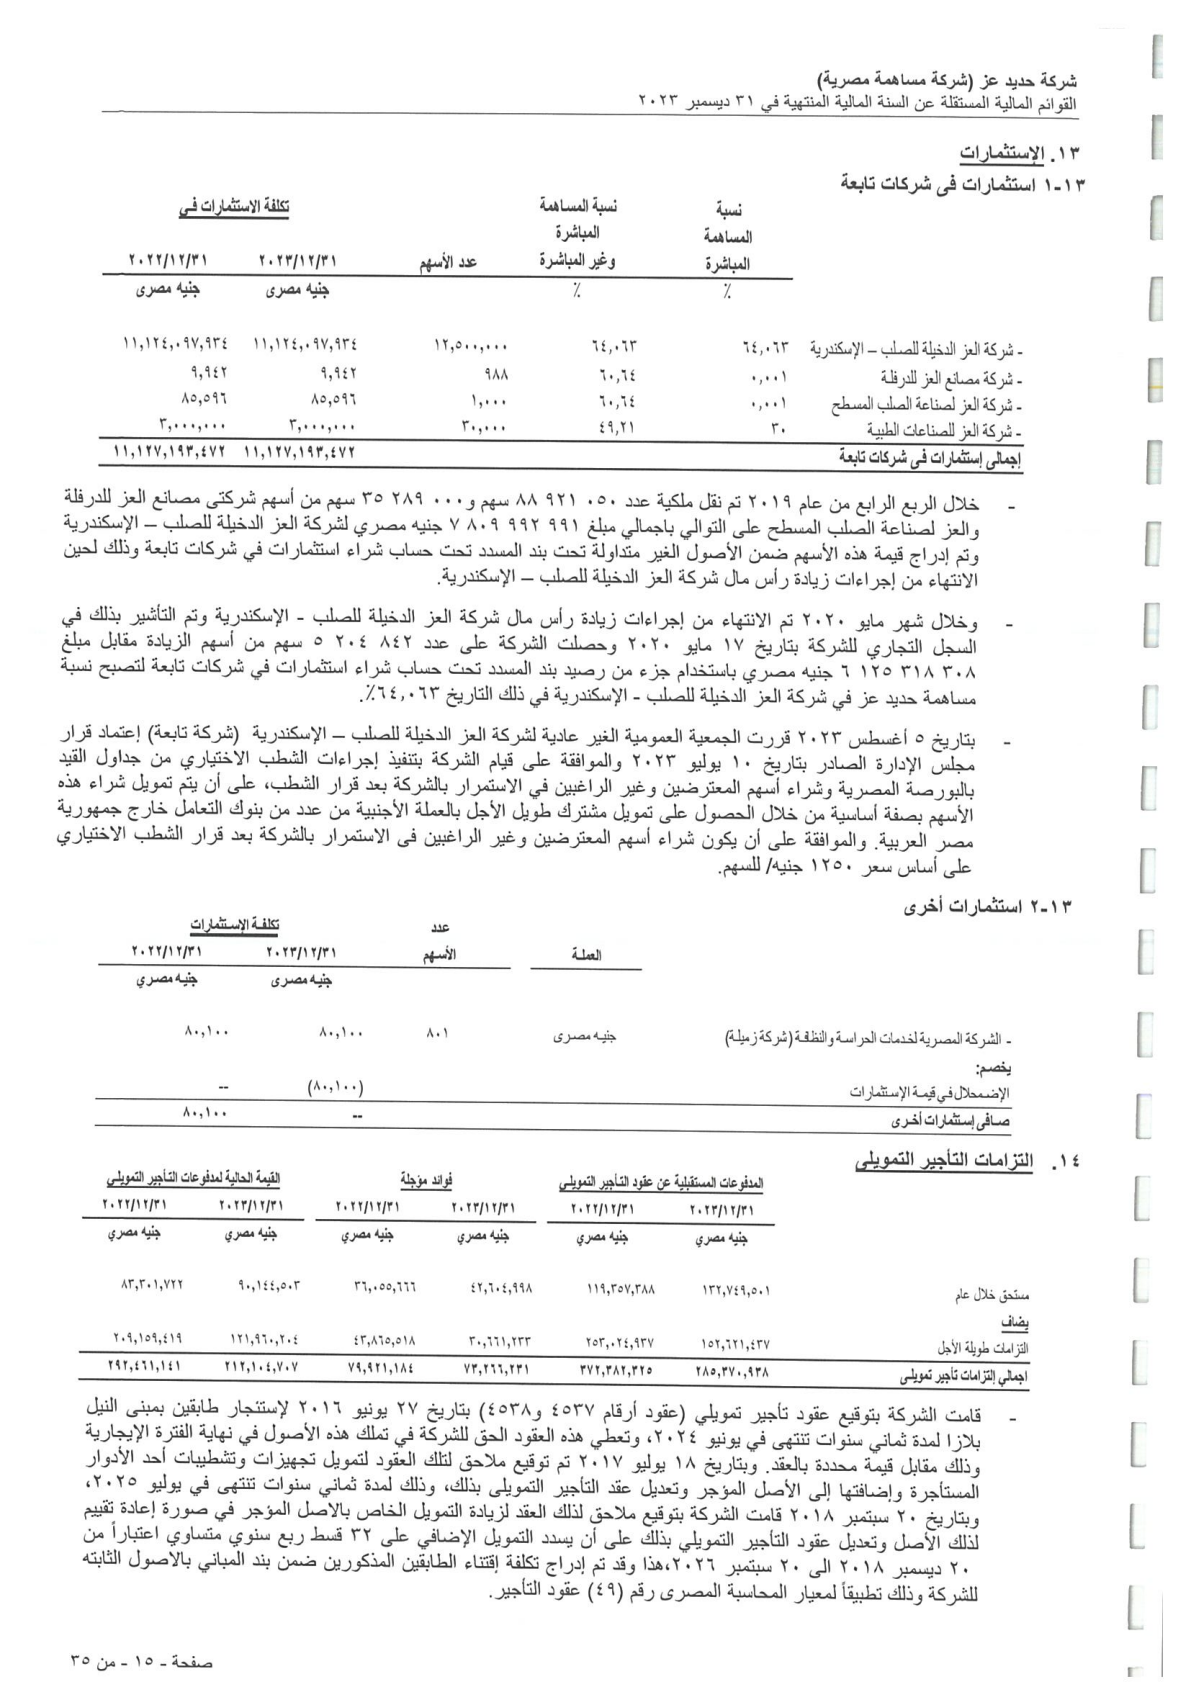 شركة حديد عز (شركة مساهمة مصرية)
القوائم المالية المستقلة عن السنة المالية المنتهية في ٣١ ديسمبر ٢٠٢٣
١٣. الإستثمارات
١٣-١ استثمارات فى شركات تابعة
نسبة المساهمة المباشرة نسبة المساهمة المباشرة وغير المباشرة عدد الأسهم تكلفة الاستثمارات في
٢٠٢٣/١٢/٣١ ٢٠٢٢/١٢/٣١
٪ ٪ جنيه مصرى جنيه مصرى
- شركة العز الدخيلة للصلب – الإسكندرية ٦٤,٠٦٣ ٦٤,٠٦٣ ١٢,٥٠٠,٠٠٠ ١١,١٢٤,٠٩٧,٩٣٤ ١١,١٢٤,٠٩٧,٩٣٤
- شركة مصانع العز للدرفلة ٠,٠٠١ ٦٠,٦٤ ٩٨٨ ٩,٩٤٢ ٩,٩٤٢
- شركة العز لصناعة الصلب المسطح ٠,٠٠١ ٦٠,٦٤ ١,٠٠٠ ٨٥,٥٩٦ ٨٥,٥٩٦
- شركة العز للصناعات الطبية ٣٠ ٤٩,٢١ ٣٠,٠٠٠ ٣,٠٠٠,٠٠٠ ٣,٠٠٠,٠٠٠
إجمالى إستثمارات فى شركات تابعة ١١,١٢٧,١٩٣,٤٧٢ ١١,١٢٧,١٩٣,٤٧٢
- خلال الربع الرابع من عام ٢٠١٩ تم نقل ملكية عدد ٠٥٠ ٩٢١ ٨٨ سهم و٠٠٠ ٢٨٩ ٣٥ سهم من أسهم شركتى مصانع العز للدرفلة
والعز لصناعة الصلب المسطح على التوالي باجمالي مبلغ ٩٩١ ٩٩٢ ٨٠٩ ٧ جنيه مصري لشركة العز الدخيلة للصلب – الإسكندرية
وتم إدراج قيمة هذه الأسهم ضمن الأصول الغير متداولة تحت بند المسدد تحت حساب شراء استثمارات في شركات تابعة وذلك لحين
الانتهاء من إجراءات زيادة رأس مال شركة العز الدخيلة للصلب – الإسكندرية.
- وخلال شهر مايو ٢٠٢٠ تم الانتهاء من إجراءات زيادة رأس مال شركة العز الدخيلة للصلب - الإسكندرية وتم التأشير بذلك في
السجل التجاري للشركة بتاريخ ١٧ مايو ٢٠٢٠ وحصلت الشركة على عدد ٨٤٢ ٢٠٤ ٥ سهم من أسهم الزيادة مقابل مبلغ
٣٠٨ ٣١٨ ١٢٥ ٦ جنيه مصري باستخدام جزء من رصيد بند المسدد تحت حساب شراء استثمارات في شركات تابعة لتصبح نسبة
مساهمة حديد عز في شركة العز الدخيلة للصلب - الإسكندرية في ذلك التاريخ ٦٤,٠٦٣٪.
- بتاريخ ٥ أغسطس ٢٠٢٣ قررت الجمعية العمومية الغير عادية لشركة العز الدخيلة للصلب – الإسكندرية (شركة تابعة) إعتماد قرار
مجلس الإدارة الصادر بتاريخ ١٠ يوليو ٢٠٢٣ والموافقة على قيام الشركة بتنفيذ إجراءات الشطب الاختياري من جداول القيد
بالبورصة المصرية وشراء أسهم المعترضين وغير الراغبين في الاستمرار بالشركة بعد قرار الشطب، على أن يتم تمويل شراء هذه
الأسهم بصفة أساسية من خلال الحصول على تمويل مشترك طويل الأجل بالعملة الأجنبية من عدد من بنوك التعامل خارج جمهورية
مصر العربية. والموافقة على أن يكون شراء أسهم المعترضين وغير الراغبين فى الاستمرار بالشركة بعد قرار الشطب الاختياري
على أساس سعر ١٢٥٠ جنيه/ للسهم.
١٣-٢ استثمارات أخرى
العملة عدد الأسهم تكلفة الإستثمارات
٢٠٢٣/١٢/٣١ ٢٠٢٢/١٢/٣١
جنيه مصرى جنيه مصري
- الشركة المصرية لخدمات الحراسة والنظافة (شركة زميلة) جنيه مصرى ٨٠١ ٨٠,١٠٠ ٨٠,١٠٠
يخصم:
الإضمحلال في قيمة الإستثمارات (٨٠,١٠٠) --
صافى إستثمارات أخرى -- ٨٠,١٠٠
١٤. التزامات التأجير التمويلى
المدفوعات المستقبلية عن عقود التأجير التمويلي فوائد مؤجلة القيمة الحالية لمدفوعات التأجير التمويلي
٢٠٢٣/١٢/٣١ ٢٠٢٢/١٢/٣١ ٢٠٢٣/١٢/٣١ ٢٠٢٢/١٢/٣١ ٢٠٢٣/١٢/٣١ ٢٠٢٢/١٢/٣١
جنيه مصري جنيه مصري جنيه مصري جنيه مصري جنيه مصري جنيه مصري
مستحق خلال عام ١٣٢,٧٤٩,٥٠١ ١١٩,٣٥٧,٣٨٨ ٤٢,٦٠٤,٩٩٨ ٣٦,٠٥٥,٦٦٦ ٩٠,١٤٤,٥٠٣ ٨٣,٣٠١,٧٢٢
يضاف
التزامات طويلة الأجل ١٥٢,٦٢١,٤٣٧ ٢٥٣,٠٢٤,٩٣٧ ٣٠,٦٦١,٢٣٣ ٤٣,٨٦٥,٥١٨ ١٢١,٩٦٠,٢٠٤ ٢٠٩,١٥٩,٤١٩
اجمالي إلتزامات تأجير تمويلى ٢٨٥,٣٧٠,٩٣٨ ٣٧٢,٣٨٢,٣٢٥ ٧٣,٢٦٦,٢٣١ ٧٩,٩٢١,١٨٤ ٢١٢,١٠٤,٧٠٧ ٢٩٢,٤٦١,١٤١
- قامت الشركة بتوقيع عقود تأجير تمويلي (عقود أرقام ٤٥٣٧ و٤٥٣٨) بتاريخ ٢٧ يونيو ٢٠١٦ لإستئجار طابقين بمبنى النيل
بلازا لمدة ثماني سنوات تنتهى في يونيو ٢٠٢٤، وتعطي هذه العقود الحق للشركة في تملك هذه الأصول في نهاية الفترة الإيجارية
وذلك مقابل قيمة محددة بالعقد. وبتاريخ ١٨ يوليو ٢٠١٧ تم توقيع ملاحق لتلك العقود لتمويل تجهيزات وتشطيبات أحد الأدوار
المستأجرة وإضافتها إلى الأصل المؤجر وتعديل عقد التأجير التمويلى بذلك، وذلك لمدة ثماني سنوات تنتهى في يوليو ٢٠٢٥،
وبتاريخ ٢٠ سبتمبر ٢٠١٨ قامت الشركة بتوقيع ملاحق لذلك العقد لزيادة التمويل الخاص بالاصل المؤجر في صورة إعادة تقييم
لذلك الأصل وتعديل عقود التأجير التمويلي بذلك على أن يسدد التمويل الإضافي على ٣٢ قسط ربع سنوي متساوي اعتباراً من
٢٠ ديسمبر ٢٠١٨ الى ٢٠ سبتمبر ٢٠٢٦،هذا وقد تم إدراج تكلفة إقتناء الطابقين المذكورين ضمن بند المباني بالاصول الثابته
للشركة وذلك تطبيقاً لمعيار المحاسبة المصرى رقم (٤٩) عقود التأجير.
صفحة - ١٥ - من ٣٥